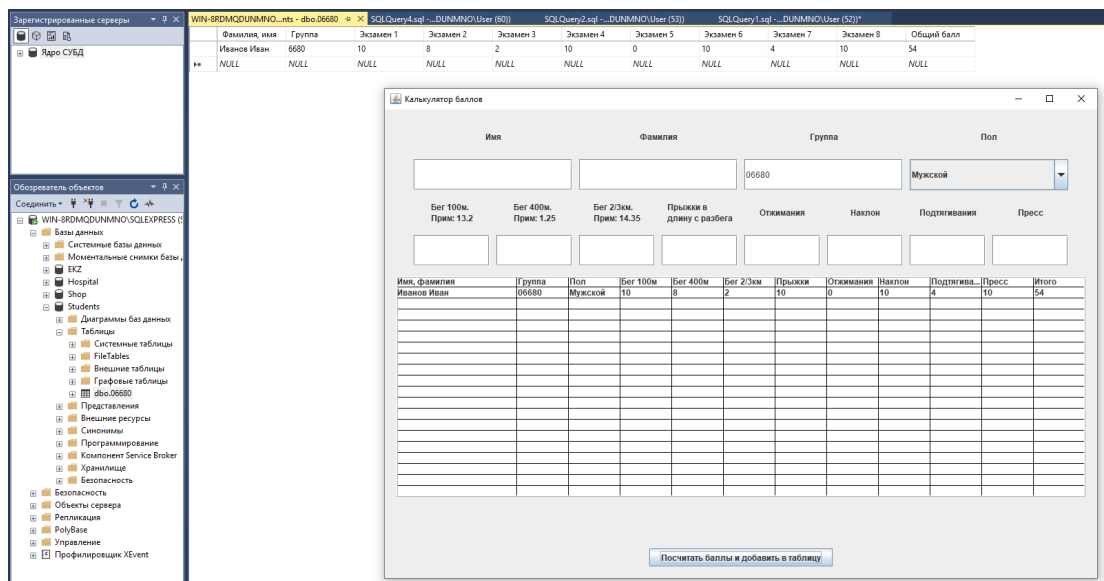 Зарегистрированные серверы
Ядро СУБД
Обозреватель объектов
Соединить
WIN-8RDMQDUNMNO\SQLEXPRESS (
Базы данных
Системные базы данных
Моментальные снимки базы
EKZ
Hospital
Shop
Students
Диаграммы баз данных
Таблицы
Системные таблицы
FileTables
Внешние таблицы
Графовые таблицы
dbo.06680
Представления
Внешние ресурсы
Синонимы
Программирование
Компонент Service Broker
Хранилище
Безопасность
Безопасность
Объекты сервера
Репликация
PolyBase
Управление
Профилировщик XEvent
WIN-8RDMQDUNMNO...nts - dbo.06680 SQLQuery4.sql -...DUNMNO\User (60)) SQLQuery2.sql -...DUNMNO\User (53)) SQLQuery1.sql -...DUNMNO\User (52))*
Фамилия, имя Группа Экзамен 1 Экзамен 2 Экзамен 3 Экзамен 4 Экзамен 5 Экзамен 6 Экзамен 7 Экзамен 8 Общий балл
Иванов Иван 6680 10 8 2 10 0 10 4 10 54
NULL NULL NULL NULL NULL NULL NULL NULL NULL NULL NULL
Калькулятор баллов
Имя Фамилия Группа Пол
06680 Мужской
Бег 100м. Бег 400м. Бег 2/3км. Прыжки в
Прим: 13.2 Прим: 1.25 Прим: 14.35 длину с разбега Отжимания Наклон Подтягивания Пресс
Имя, фамилия Группа Пол Бег 100м Бег 400м Бег 2/3км Прыжки Отжимания Наклон Подтягива... Пресс Итого
Иванов Иван 06680 Мужской 10 8 2 10 0 10 4 10 54
Посчитать баллы и добавить в таблицу